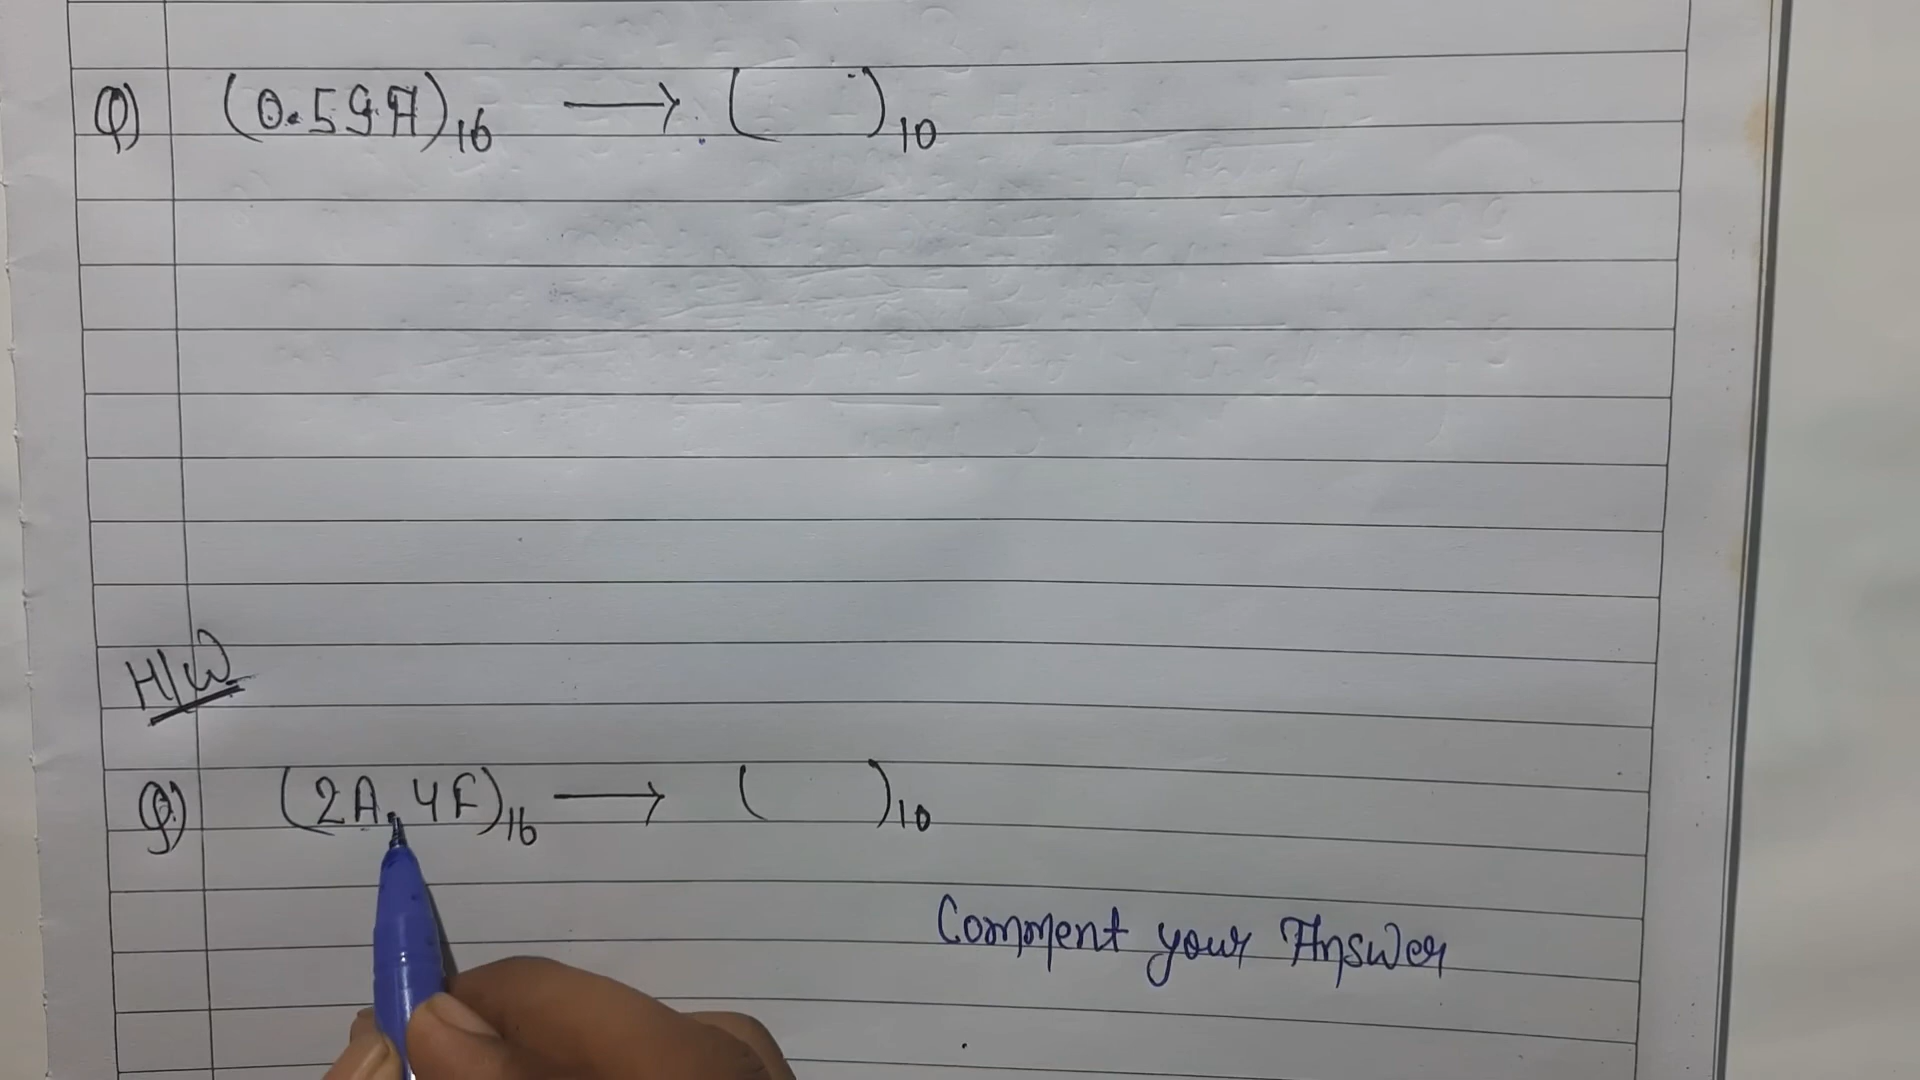 Q) (0.59A)₁₆ ⟶ (   )₁₀
H/W
Q) (2A.4F)₁₆ ⟶ (   )₁₀
Comment your Answer